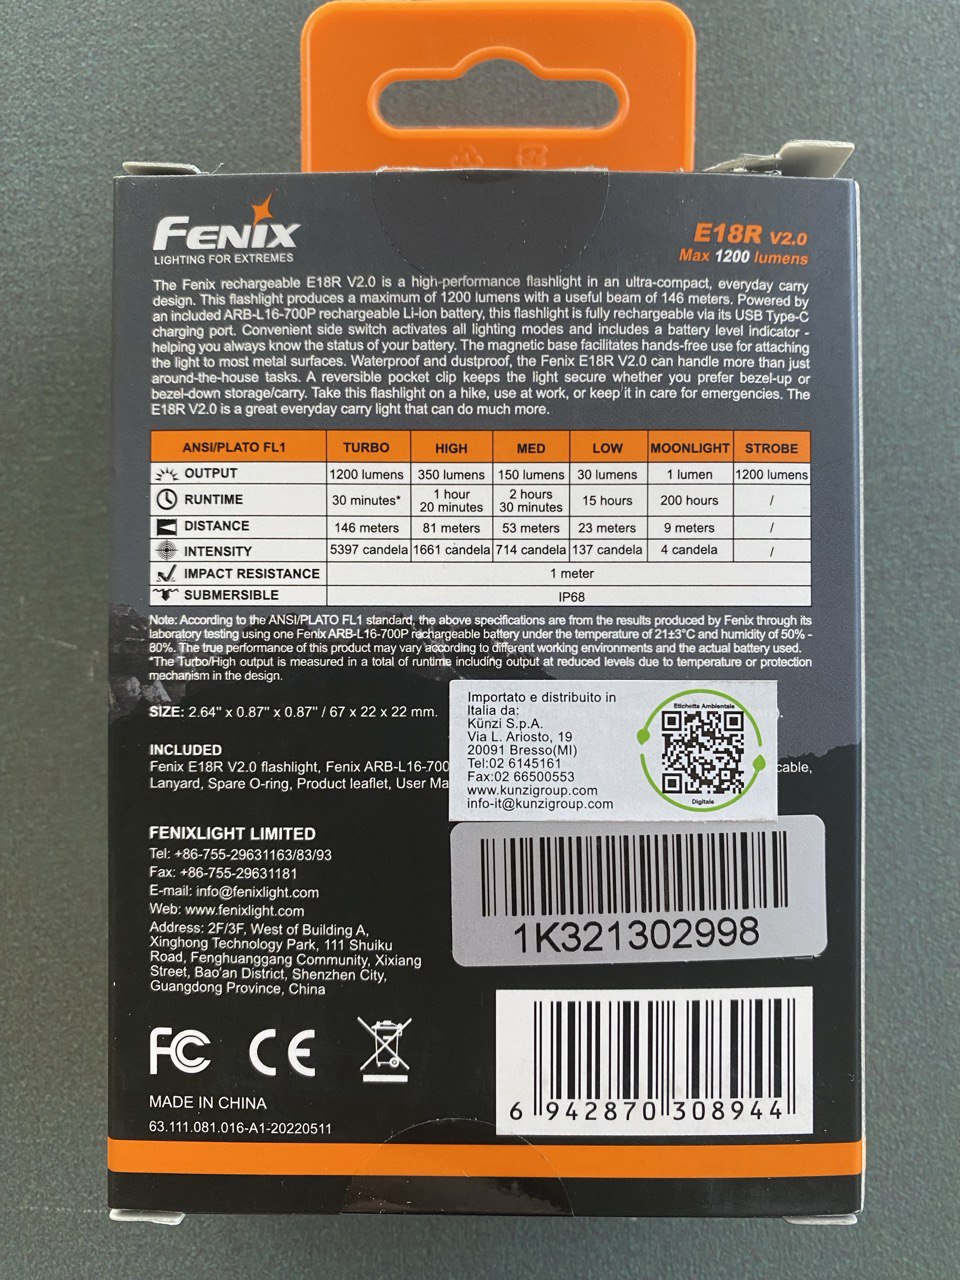 FENIX
LIGHTING FOR EXTREMES
E18R V2.0
Max 1200 lumens
The Fenix rechargeable E18R V2.0 is a high-performance flashlight in an ultra-compact, everyday carry
design. This flashlight produces a maximum of 1200 lumens with a useful beam of 146 meters. Powered by
an included ARB-L16-700P rechargeable Li-ion battery, this flashlight is fully rechargeable via its USB Type-C
charging port. Convenient side switch activates all lighting modes and includes a battery level indicator -
helping you always know the status of your battery. The magnetic base facilitates hands-free use for attaching
the light to most metal surfaces. Waterproof and dustproof, the Fenix E18R V2.0 can handle more than just
around-the-house tasks. A reversible pocket clip keeps the light secure whether you prefer bezel-up or
bezel-down storage/carry. Take this flashlight on a hike, use at work, or keep it in care for emergencies. The
E18R V2.0 is a great everyday carry light that can do much more.
ANSI/PLATO FL1 TURBO HIGH MED LOW MOONLIGHT STROBE
OUTPUT 1200 lumens 350 lumens 150 lumens 30 lumens 1 lumen 1200 lumens
RUNTIME 30 minutes* 1 hour 20 minutes 2 hours 30 minutes 15 hours 200 hours /
DISTANCE 146 meters 81 meters 53 meters 23 meters 9 meters /
INTENSITY 5397 candela 1661 candela 714 candela 137 candela 4 candela /
IMPACT RESISTANCE 1 meter
SUBMERSIBLE IP68
Note: According to the ANSI/PLATO FL1 standard, the above specifications are from the results produced by Fenix through its
laboratory testing using one Fenix ARB-L16-700P rechargeable battery under the temperature of 21±3°C and humidity of 50% -
80%. The true performance of this product may vary according to different working environments and the actual battery used.
*The Turbo/High output is measured in a total of runtime including output at reduced levels due to temperature or protection
mechanism in the design.
SIZE: 2.64" x 0.87" x 0.87" / 67 x 22 x 22 mm.
INCLUDED
Fenix E18R V2.0 flashlight, Fenix ARB-L16-700 cable,
Lanyard, Spare O-ring, Product leaflet, User Ma
Importato e distribuito in
Italia da:
Künzi S.p.A.
Via L. Ariosto, 19
20091 Bresso(MI)
Tel:02 6145161
Fax:02 66500553
www.kunzigroup.com
info-it@kunzigroup.com
Etichetta Ambientale
Digitale
1K321302998
FENIXLIGHT LIMITED
Tel: +86-755-29631163/83/93
Fax: +86-755-29631181
E-mail: info@fenixlight.com
Web: www.fenixlight.com
Address: 2F/3F, West of Building A,
Xinghong Technology Park, 111 Shuiku
Road, Fenghuanggang Community, Xixiang
Street, Bao'an District, Shenzhen City,
Guangdong Province, China
FC CE
MADE IN CHINA
63.111.081.016-A1-20220511
6 942870 308944